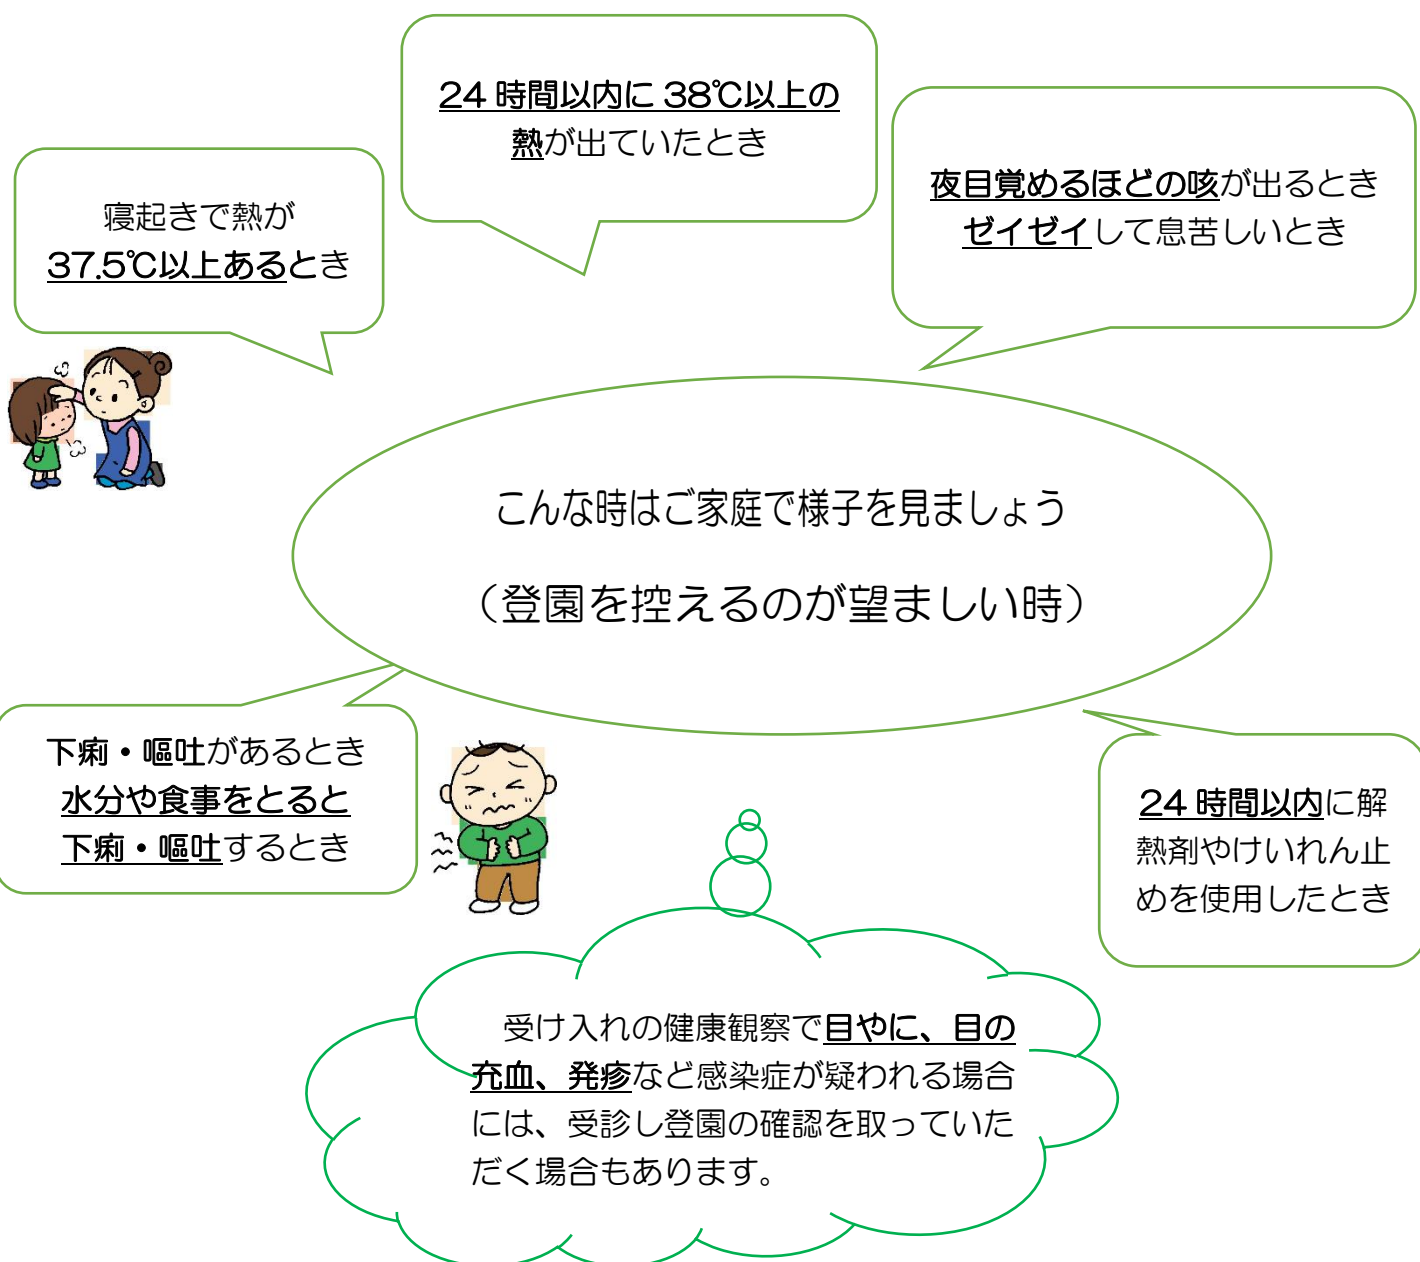 24 時間以内に 38℃以上の
熱が出ていたとき
夜目覚めるほどの咳が出るとき
ゼイゼイして息苦しいとき
寝起きで熱が
37.5℃以上あるとき
こんな時はご家庭で様子を見ましょう
（登園を控えるのが望ましい時）
下痢・嘔吐があるとき
水分や食事をとると
下痢・嘔吐するとき
24 時間以内に解
熱剤やけいれん止
めを使用したとき
受け入れの健康観察で目やに、目の
充血、発疹など感染症が疑われる場合
には、受診し登園の確認を取っていた
だく場合もあります。